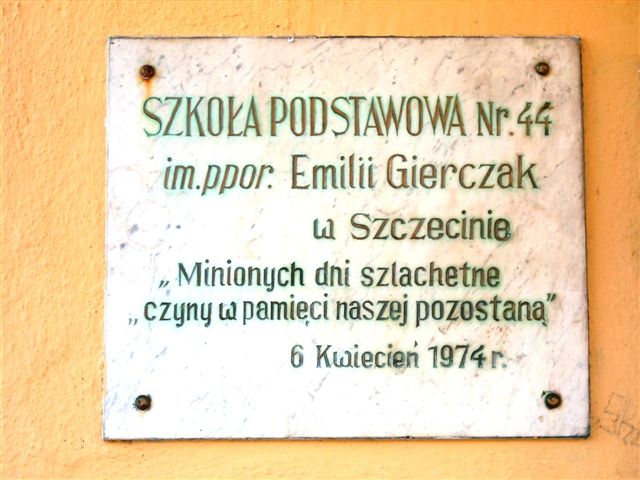 SZKOŁA PODSTAWOWA Nr. 44
im. ppor. Emilii Gierczak
w Szczecinie
„Minionych dni szlachetne
„czyny w pamięci naszej pozostaną”
6 Kwiecień 1974 r.